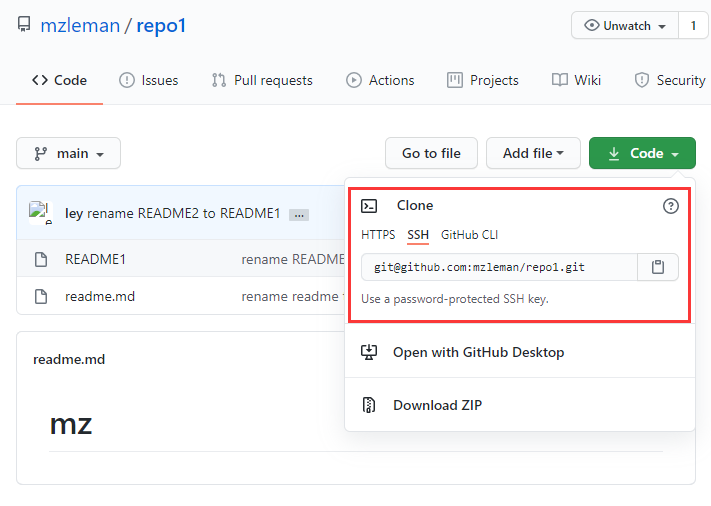 mzleman / repo1
Unwatch 1
Code Issues Pull requests Actions Projects Wiki Security
main Go to file Add file Code
ley rename README2 to README1 ...
README1 rename README
readme.md rename readme
Clone
HTTPS SSH GitHub CLI
git@github.com:mzleman/repo1.git
Use a password-protected SSH key.
Open with GitHub Desktop
Download ZIP
readme.md
mz